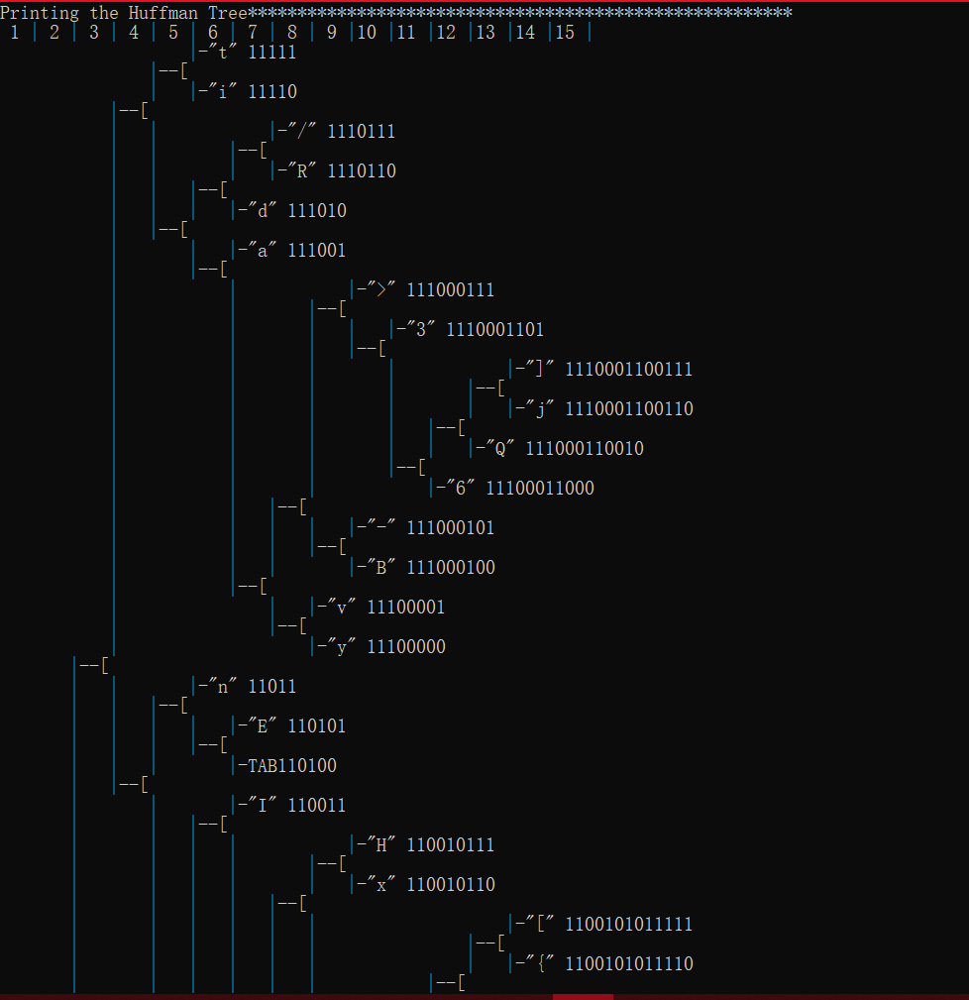 Printing the Huffman Tree*******************************************************
 1 | 2 | 3 | 4 | 5 | 6 | 7 | 8 | 9 |10 |11 |12 |13 |14 |15 |
|-"t" 11111
|--[
|-"i" 11110
|--[
|-"/" 1110111
|--[
|-"R" 1110110
|--[
|-"d" 111010
|--[
|-"a" 111001
|--[
|->" 111000111
|--[
|-"3" 1110001101
|--[
|-"]" 1110001100111
|--[
|-"j" 1110001100110
|--[
|-"Q" 111000110010
|--[
|-"6" 11100011000
|--[
|-"-" 111000101
|--[
|-"B" 111000100
|--[
|-"v" 11100001
|--[
|-"y" 11100000
|--[
|-"n" 11011
|--[
|-"E" 110101
|--[
|-TAB110100
|--[
|-"I" 110011
|--[
|-"H" 110010111
|--[
|-"x" 110010110
|--[
|-"[" 1100101011111
|--[
|-"{" 1100101011110
|--[